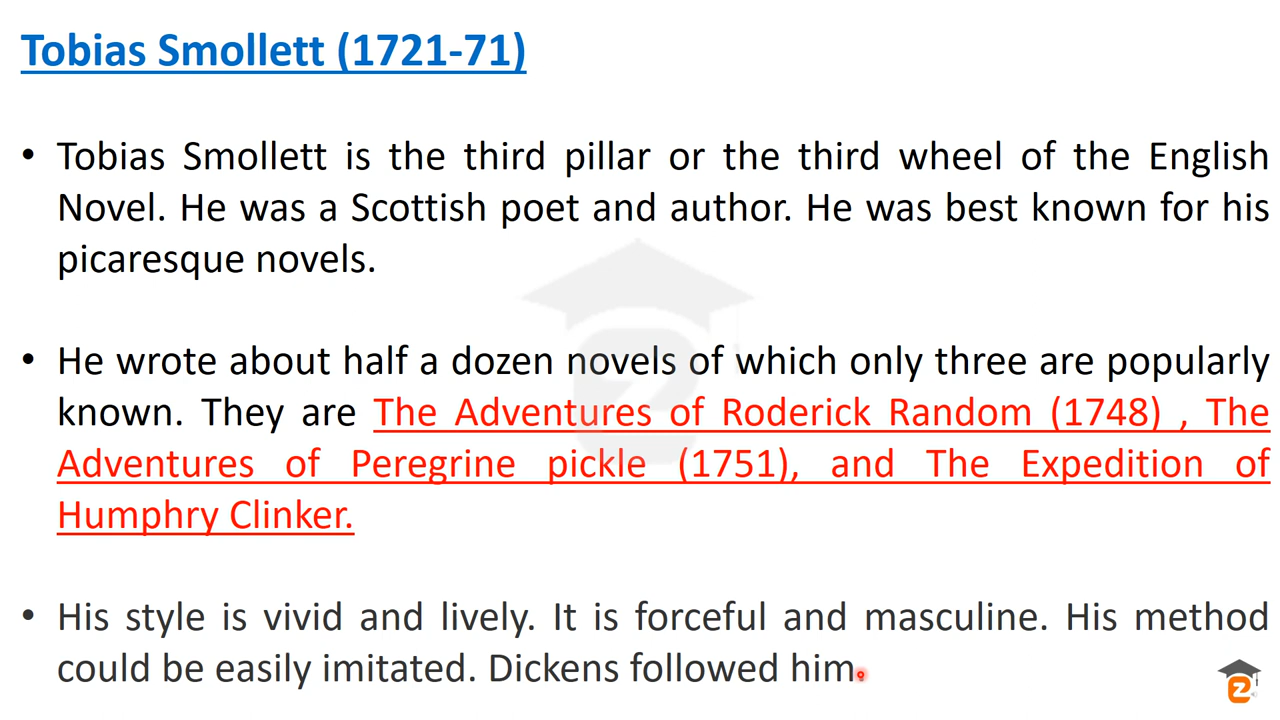 Tobias Smollett (1721-71)
• Tobias Smollett is the third pillar or the third wheel of the English
Novel. He was a Scottish poet and author. He was best known for his
picaresque novels.
• He wrote about half a dozen novels of which only three are popularly
known. They are The Adventures of Roderick Random (1748) , The
Adventures of Peregrine pickle (1751), and The Expedition of
Humphry Clinker.
• His style is vivid and lively. It is forceful and masculine. His method
could be easily imitated. Dickens followed him.